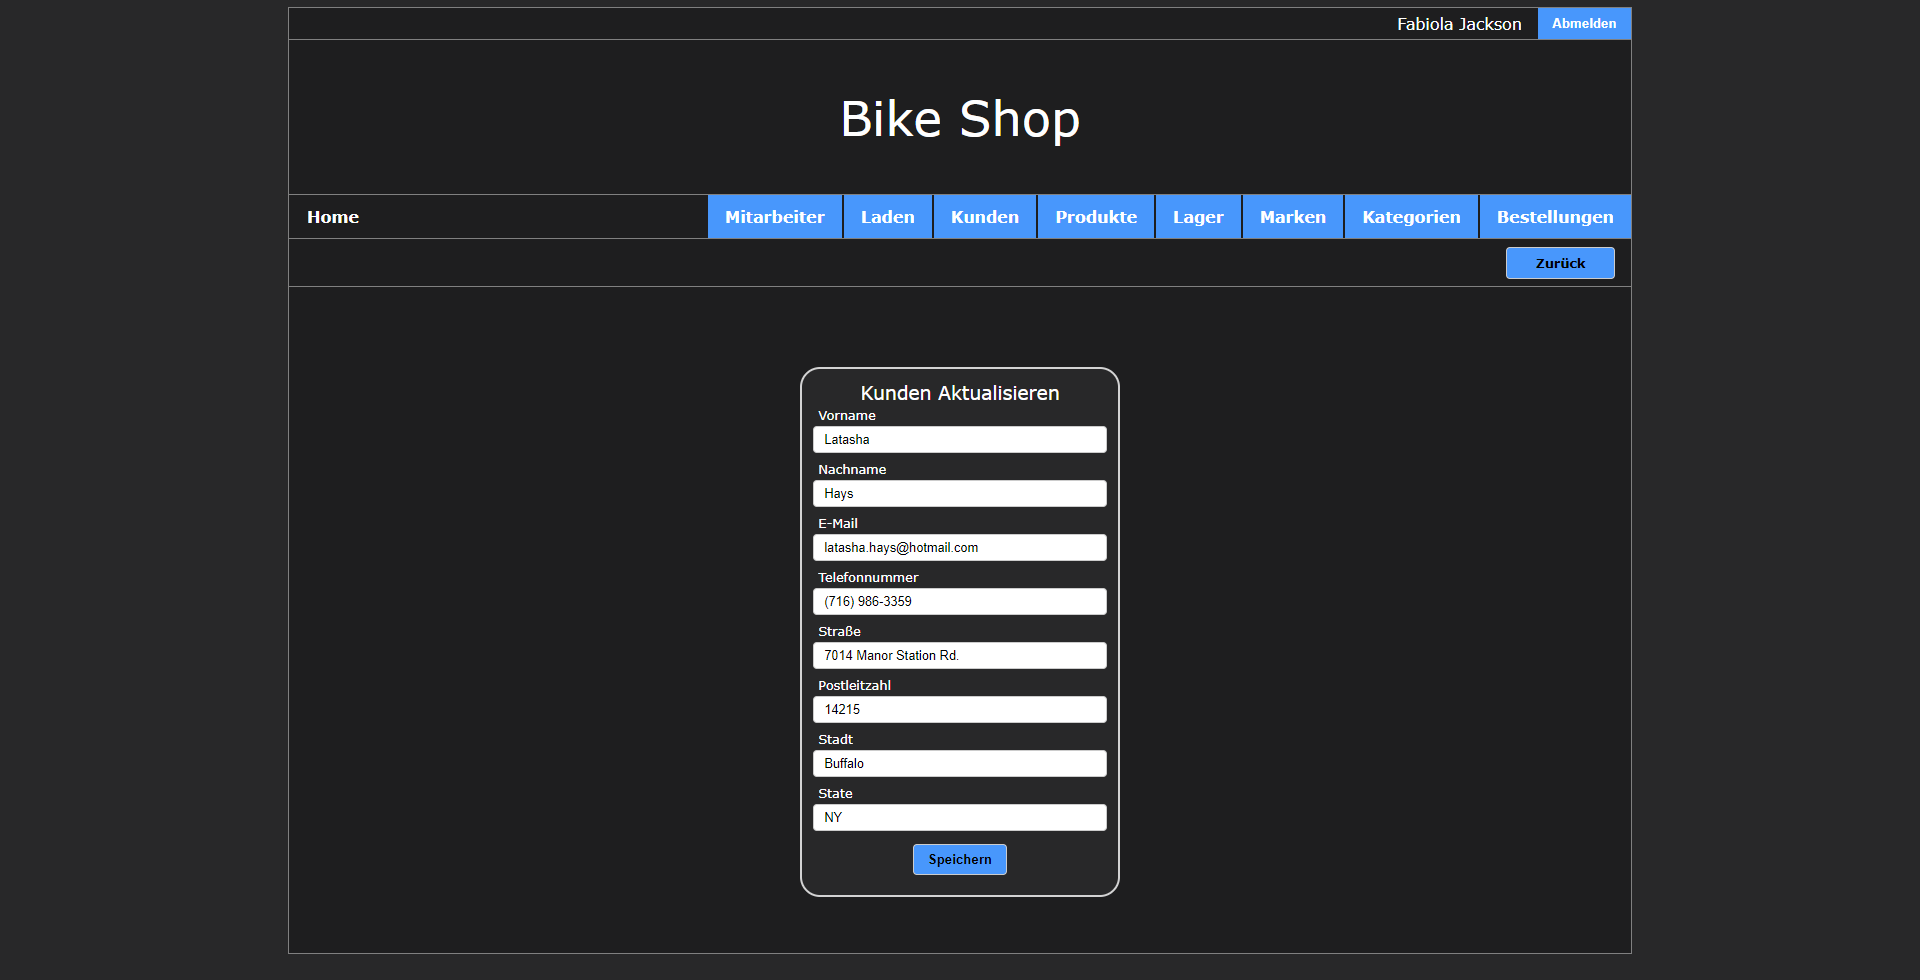 Fabiola Jackson Abmelden
Bike Shop
Home Mitarbeiter Laden Kunden Produkte Lager Marken Kategorien Bestellungen
Zurück
Kunden Aktualisieren
Vorname
Latasha
Nachname
Hays
E-Mail
latasha.hays@hotmail.com
Telefonnummer
(716) 986-3359
Straße
7014 Manor Station Rd.
Postleitzahl
14215
Stadt
Buffalo
State
NY
Speichern